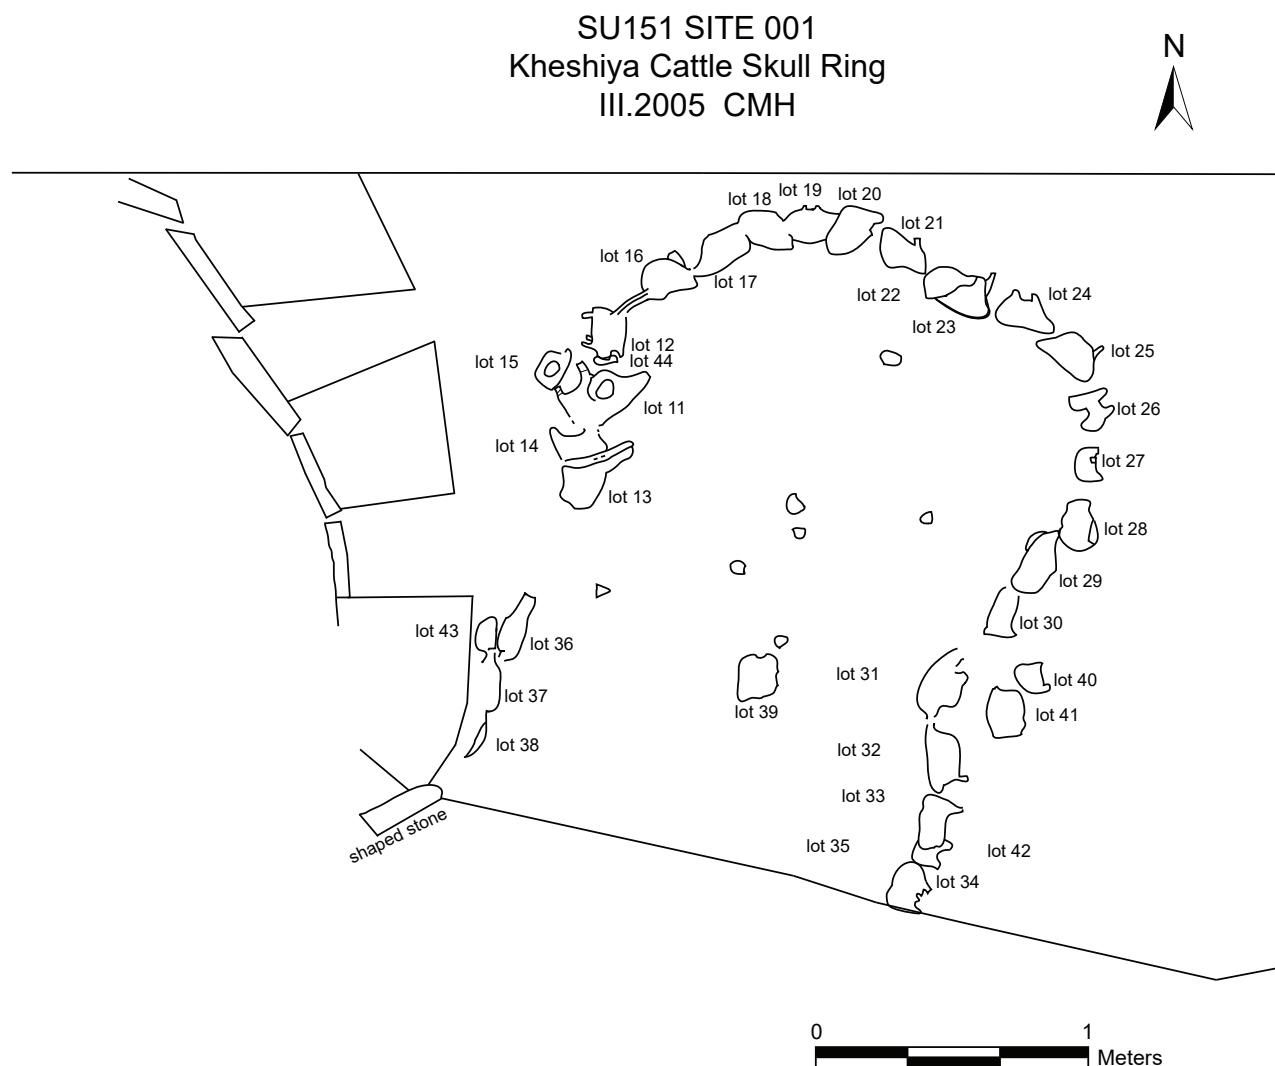 SU151 SITE 001
Kheshiya Cattle Skull Ring
III.2005 CMH
N
lot 18
lot 19
lot 20
lot 21
lot 16
lot 17
lot 22
lot 23
lot 24
lot 12
lot 15
lot 44
lot 25
lot 11
lot 26
lot 14
lot 27
lot 13
lot 28
lot 29
lot 43
lot 36
lot 30
lot 31
lot 40
lot 37
lot 39
lot 41
lot 38
lot 32
lot 33
shaped stone
lot 35
lot 42
lot 34
0
1
Meters